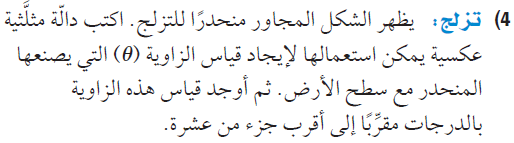 4) تزلج: يظهر الشكل المجاور منحدرًا للتزلج. اكتب دالّة مثلّثية
عكسية يمكن استعمالها لإيجاد قياس الزاوية (θ) التي يصنعها
المنحدر مع سطح الأرض. ثم أوجد قياس هذه الزاوية
بالدرجات مقرّبًا إلى أقرب جزء من عشرة.